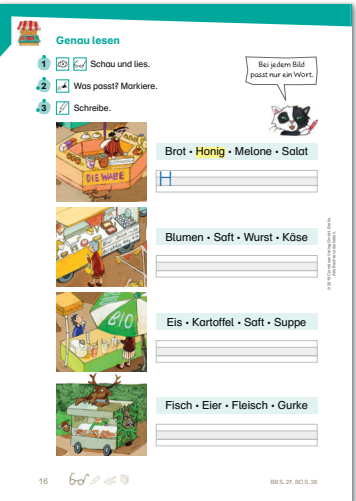 Genau lesen
1 Schau und lies.
2 Was passt? Markiere.
3 Schreibe.
Bei jedem Bild
passt nur ein Wort.
DIE WABE
Brot • Honig • Melone • Salat
H
Blumen • Saft • Wurst • Käse
BIO
Eis • Kartoffel • Saft • Suppe
Fisch • Eier • Fleisch • Gurke
16
BB S. 27, BO S. 26